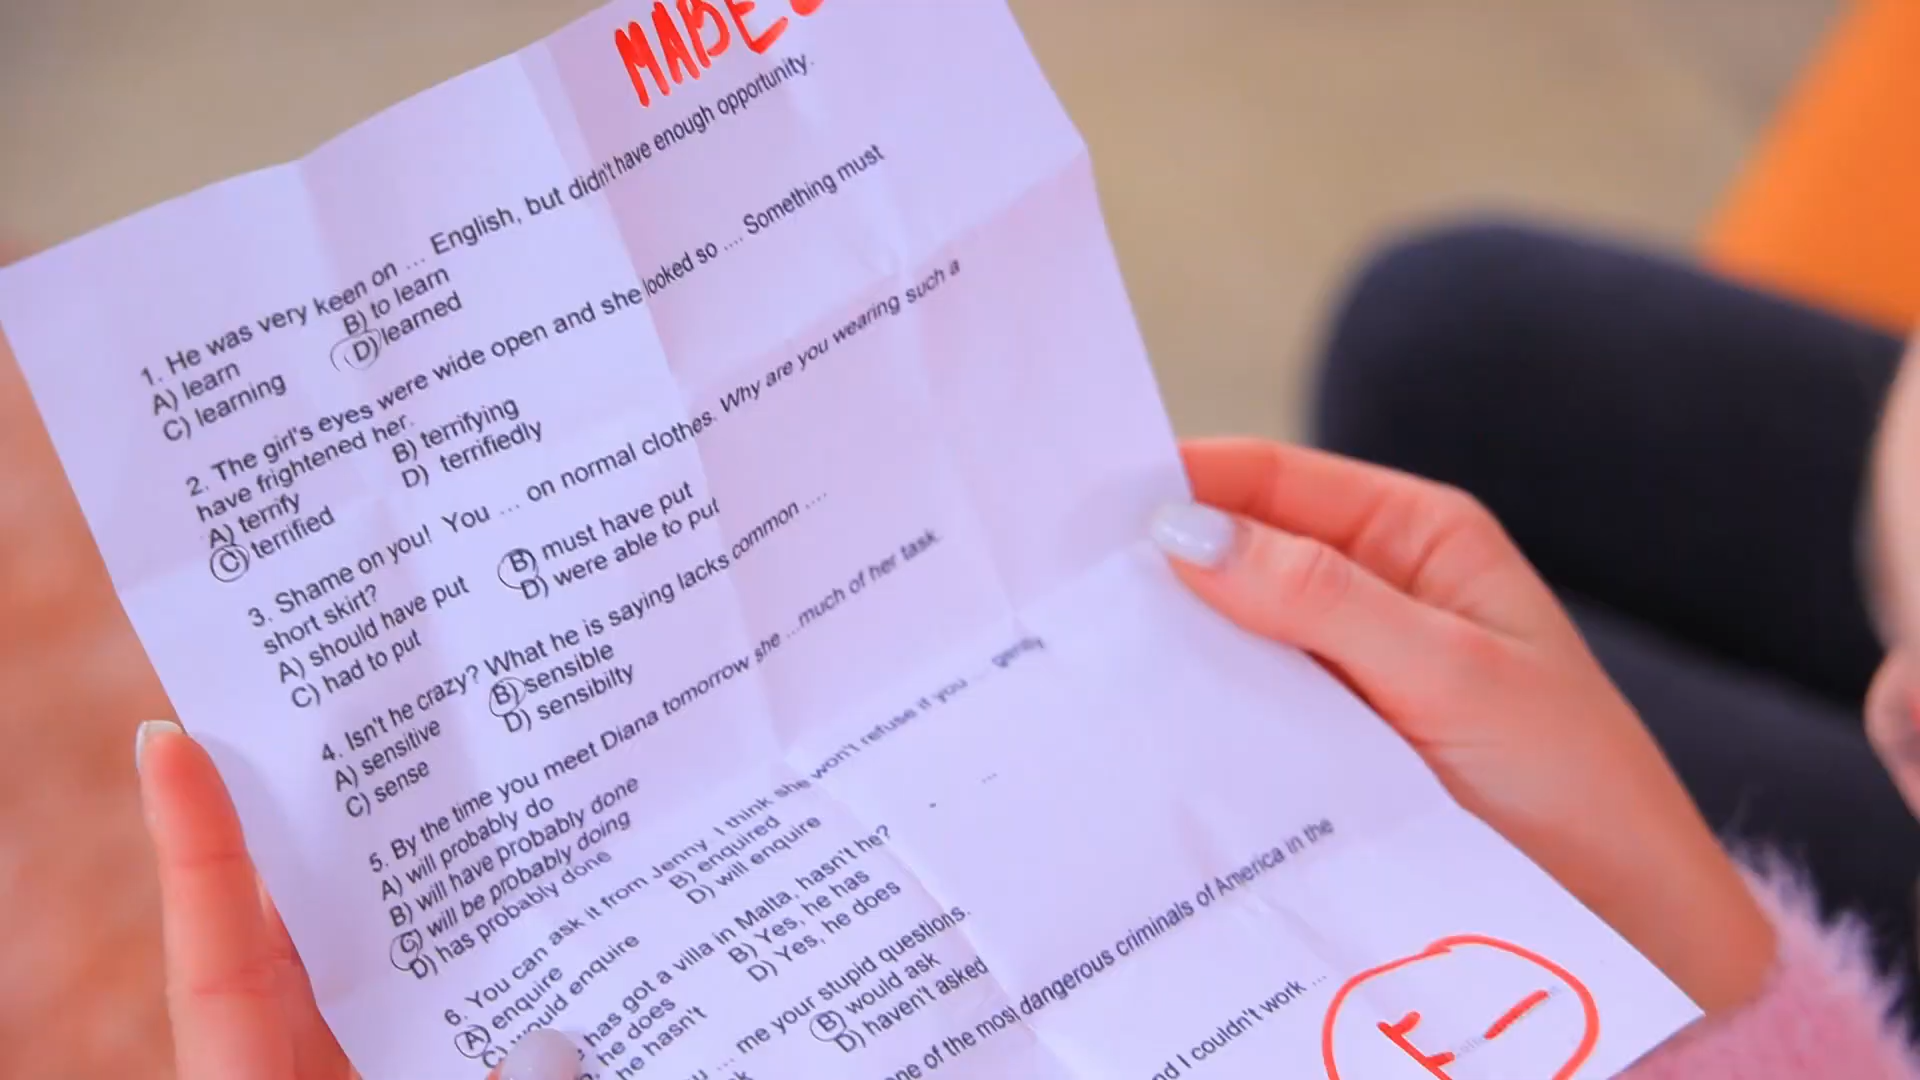 MABE
1. He was very keen on ... English, but didn't have enough opportunity.
A) learn B) to learn
C) learning D) learned
2. The girl's eyes were wide open and she looked so .... Something must
have frightened her.
A) terrify B) terrifying
C) terrified D) terrifiedly
3. Shame on you! You ... on normal clothes. Why are you wearing such a
short skirt?
A) should have put B) must have put
C) had to put D) were able to put
4. Isn't he crazy? What he is saying lacks common ....
A) sensitive B) sensible
C) sense D) sensibilty
5. By the time you meet Diana tomorrow she ...much of her task.
A) will probably do
B) will have probably done
C) will be probably doing
D) has probably done
6. You can ask it from Jenny. I think she won't refuse if you ... gently
A) enquire B) enquired
C) would enquire D) will enquire
has got a villa in Malta, hasn't he?
he does B) Yes, he has
he hasn't D) Yes, he does
... me your stupid questions.
B) would ask
D) haven't asked
one of the most dangerous criminals of America in the
and I couldn't work ...
F-